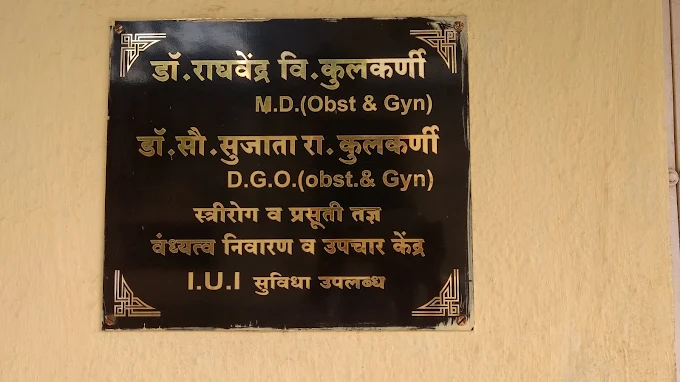 डॉ.राघवेंद्र वि.कुलकर्णी
M.D.(Obst & Gyn)
डॉ.सौ.सुजाता रा. कुलकर्णी
D.G.O.(obst.& Gyn)
स्त्रीरोग व प्रसूती तज्ञ
वंध्यत्व निवारण व उपचार केंद्र
I.U.I सुविधा उपलब्ध